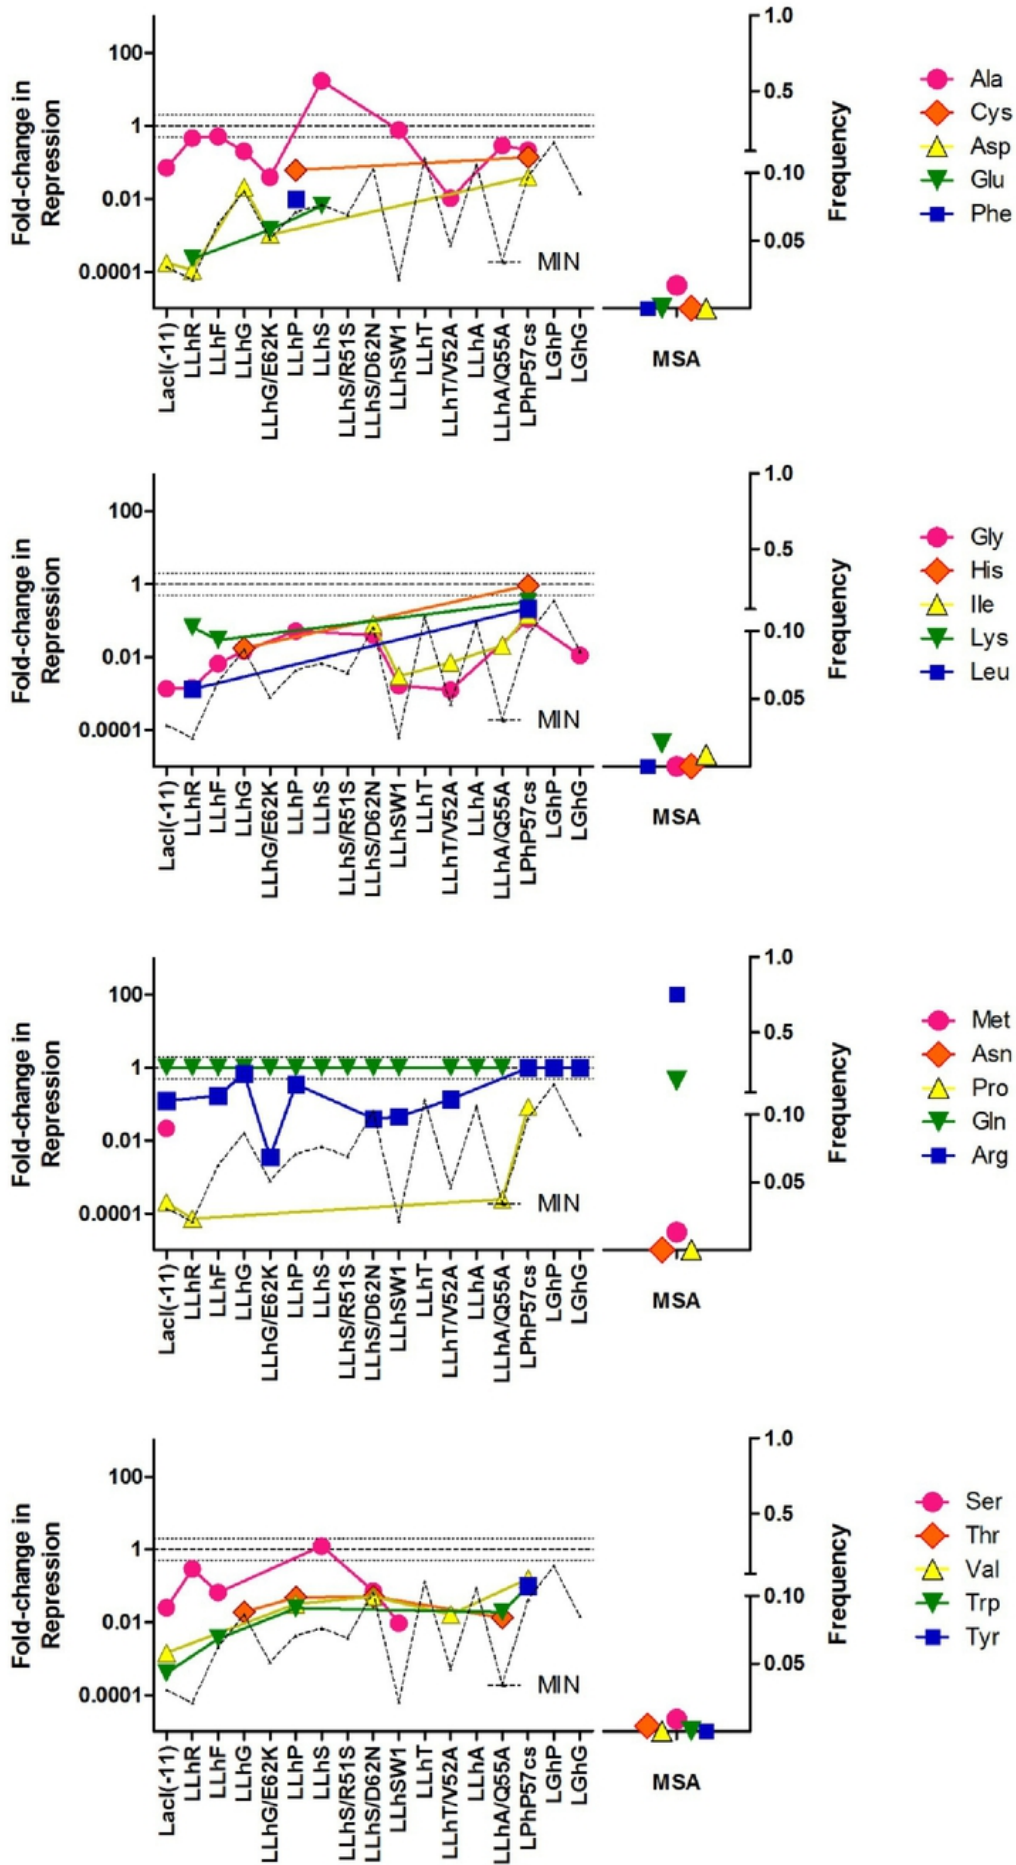 Fold-change in
Repression
100
1
0.01
0.0001
MIN
LacI(-11)
LLhR
LLhF
LLhG
LLhG/E62K
LLhP
LLhS
LLhS/R51S
LLhS/D62N
LLhSW1
LLhT
LLhT/V52A
LLhA
LLhA/Q55A
LPhP57cs
LGhP
LGhG
MSA
1.0
0.5
0.10
0.05
Frequency
Ala
Cys
Asp
Glu
Phe
Fold-change in
Repression
100
1
0.01
0.0001
MIN
LacI(-11)
LLhR
LLhF
LLhG
LLhG/E62K
LLhP
LLhS
LLhS/R51S
LLhS/D62N
LLhSW1
LLhT
LLhT/V52A
LLhA
LLhA/Q55A
LPhP57cs
LGhP
LGhG
MSA
1.0
0.5
0.10
0.05
Frequency
Gly
His
Ile
Lys
Leu
Fold-change in
Repression
100
1
0.01
0.0001
MIN
LacI(-11)
LLhR
LLhF
LLhG
LLhG/E62K
LLhP
LLhS
LLhS/R51S
LLhS/D62N
LLhSW1
LLhT
LLhT/V52A
LLhA
LLhA/Q55A
LPhP57cs
LGhP
LGhG
MSA
1.0
0.5
0.10
0.05
Frequency
Met
Asn
Pro
Gln
Arg
Fold-change in
Repression
100
1
0.01
0.0001
MIN
LacI(-11)
LLhR
LLhF
LLhG
LLhG/E62K
LLhP
LLhS
LLhS/R51S
LLhS/D62N
LLhSW1
LLhT
LLhT/V52A
LLhA
LLhA/Q55A
LPhP57cs
LGhP
LGhG
MSA
1.0
0.5
0.10
0.05
Frequency
Ser
Thr
Val
Trp
Tyr